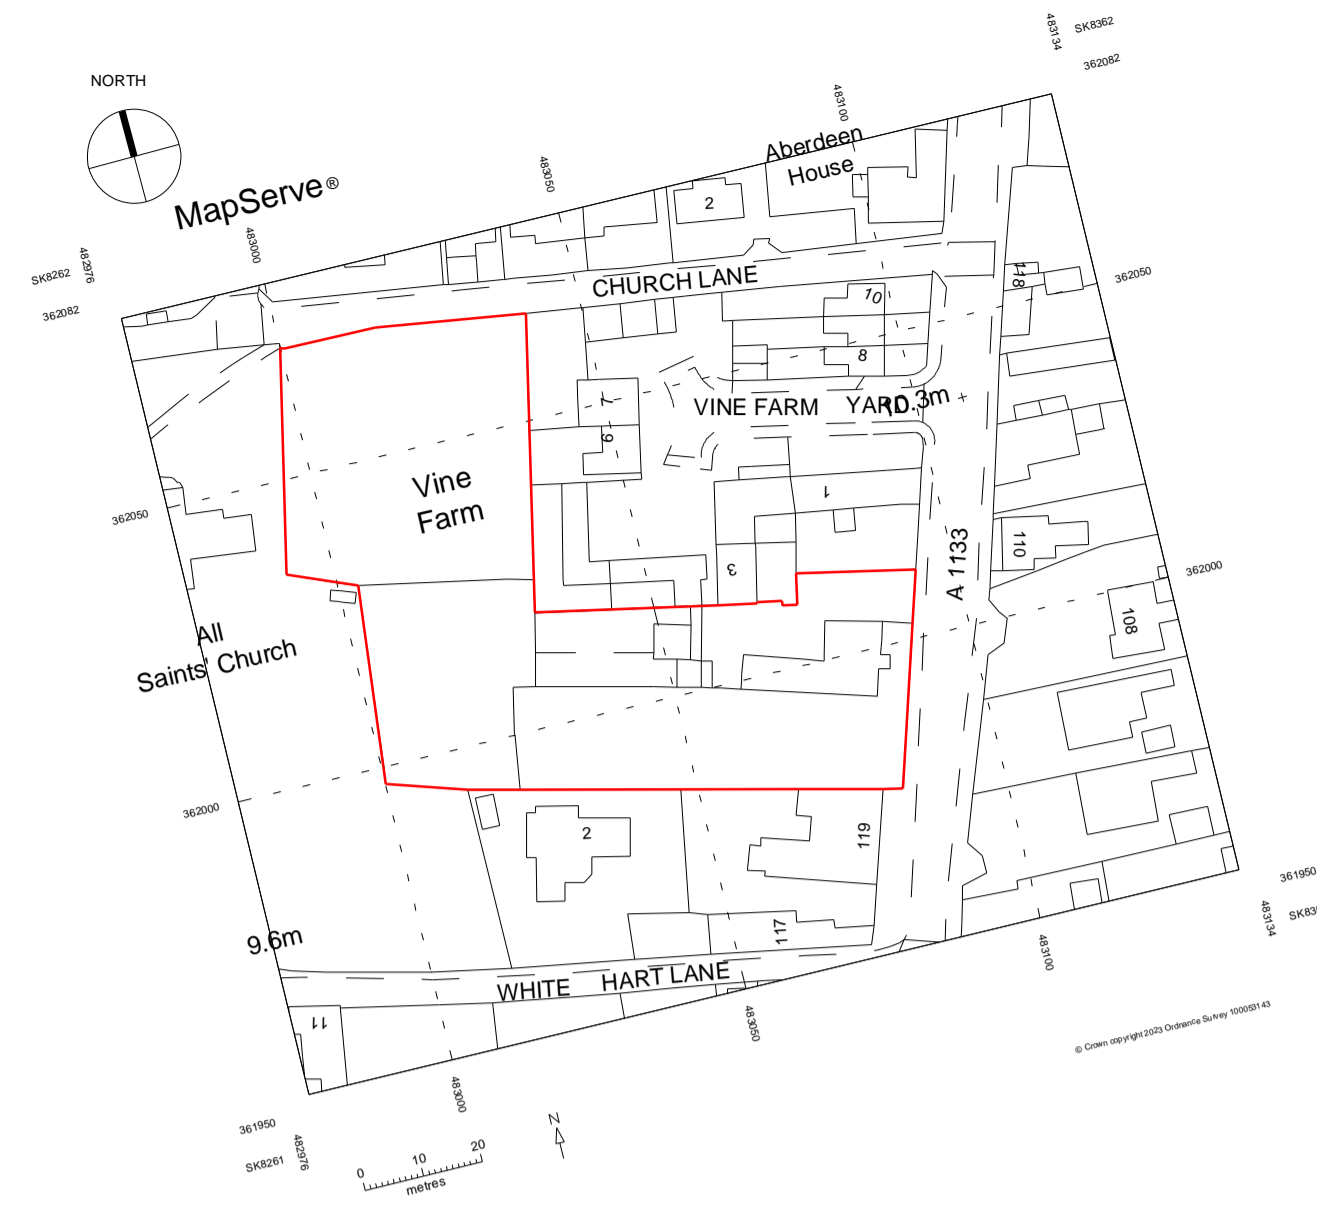 483134
SK8362
362082
NORTH
483100
Aberdeen
House
483050
MapServe®
2
483000
482976
SK8262
362082
CHURCH LANE
118
362050
10
8
VINE FARM YARD
10.3m
7
6
Vine
Farm
1
362050
A 1133
110
3
362000
108
All
Saints' Church
362000
2
119
361950
483134
117
9.6m
483100
WHITE HART LANE
11
483050
© Crown copyright 2023 Ordnance Survey 100053143
483000
361950
482976
SK8261
N
0 10 20
metres